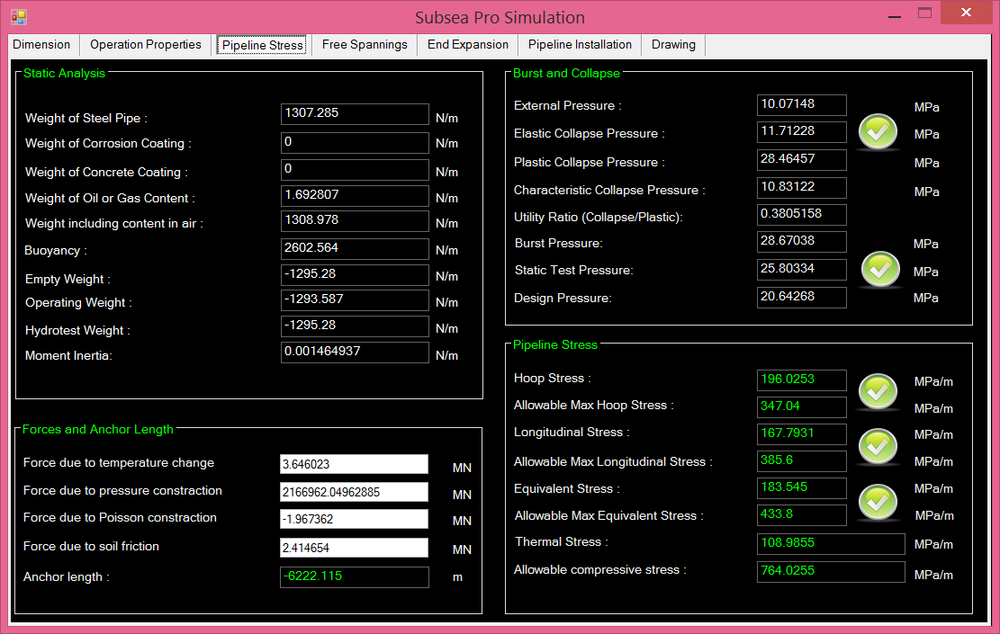 Subsea Pro Simulation
Dimension Operation Properties Pipeline Stress Free Spannings End Expansion Pipeline Installation Drawing
Static Analysis
Weight of Steel Pipe : 1307.285 N/m
Weight of Corrosion Coating : 0 N/m
Weight of Concrete Coating : 0 N/m
Weight of Oil or Gas Content : 1.692807 N/m
Weight including content in air : 1308.978 N/m
Buoyancy : 2602.564 N/m
Empty Weight : -1295.28 N/m
Operating Weight : -1293.587 N/m
Hydrotest Weight : -1295.28 N/m
Moment Inertia: 0.001464937 N/m
Forces and Anchor Length
Force due to temperature change 3.646023 MN
Force due to pressure constraction 2166962.04962885 MN
Force due to Poisson constraction -1.967362 MN
Force due to soil friction 2.414654 MN
Anchor length : -6222.115 m
Burst and Collapse
External Pressure : 10.07148 MPa
Elastic Collapse Pressure : 11.71228 MPa
Plastic Collapse Pressure : 28.46457 MPa
Characteristic Collapse Pressure : 10.83122 MPa
Utility Ratio (Collapse/Plastic): 0.3805158
Burst Pressure: 28.67038 MPa
Static Test Pressure: 25.80334 MPa
Design Pressure: 20.64268 MPa
Pipeline Stress
Hoop Stress : 196.0253 MPa/m
Allowable Max Hoop Stress : 347.04 MPa/m
Longitudinal Stress : 167.7931 MPa/m
Allowable Max Longitudinal Stress : 385.6 MPa/m
Equivalent Stress : 183.545 MPa/m
Allowable Max Equivalent Stress : 433.8 MPa/m
Thermal Stress : 108.9855 MPa/m
Allowable compressive stress : 764.0255 MPa/m